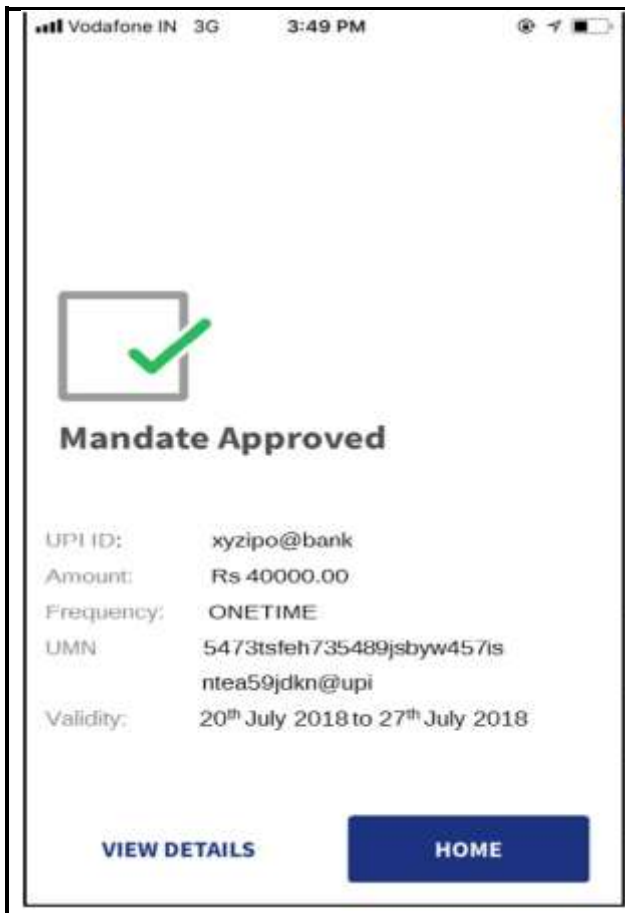 Vodafone IN 3G 3:49 PM
Mandate Approved
UPI ID: xyzipo@bank
Amount: Rs 40000.00
Frequency: ONETIME
UMN 5473tsfeh735489jsbyw457is
ntea59jdkn@upi
Validity: 20th July 2018 to 27th July 2018
VIEW DETAILS HOME